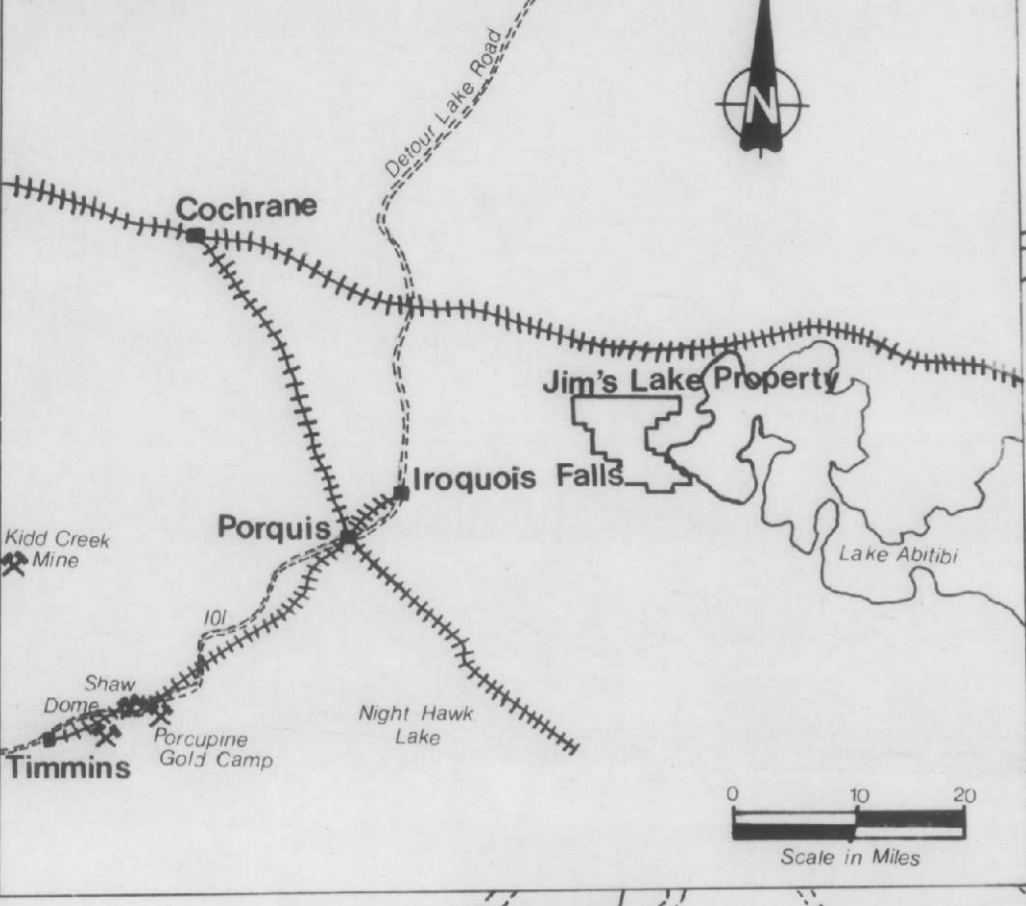 Detour Lake Road
N
Cochrane
Jim's Lake Property
Iroquois Falls
Porquis
Kidd Creek
Mine
Lake Abitibi
101
Shaw
Dome
Night Hawk
Lake
Porcupine
Gold Camp
Timmins
0 10 20
Scale in Miles